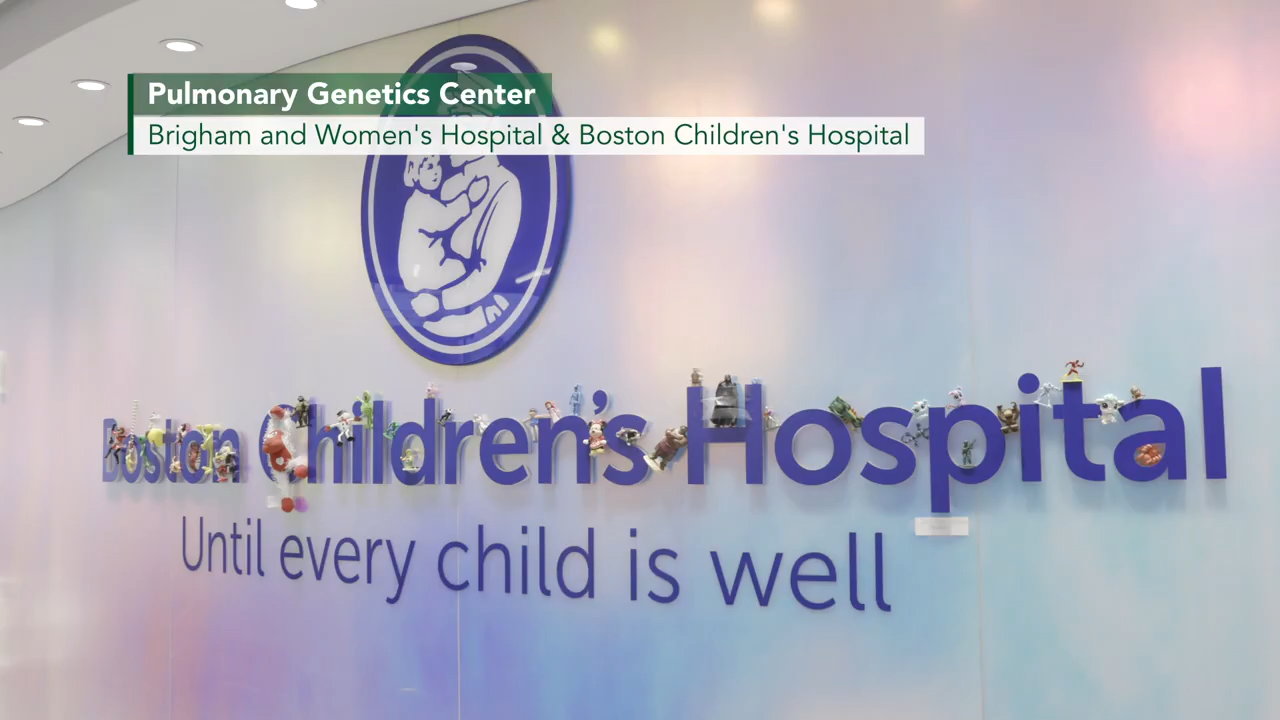 Pulmonary Genetics Center
Brigham and Women's Hospital & Boston Children's Hospital
Boston Children's Hospital
Until every child is well